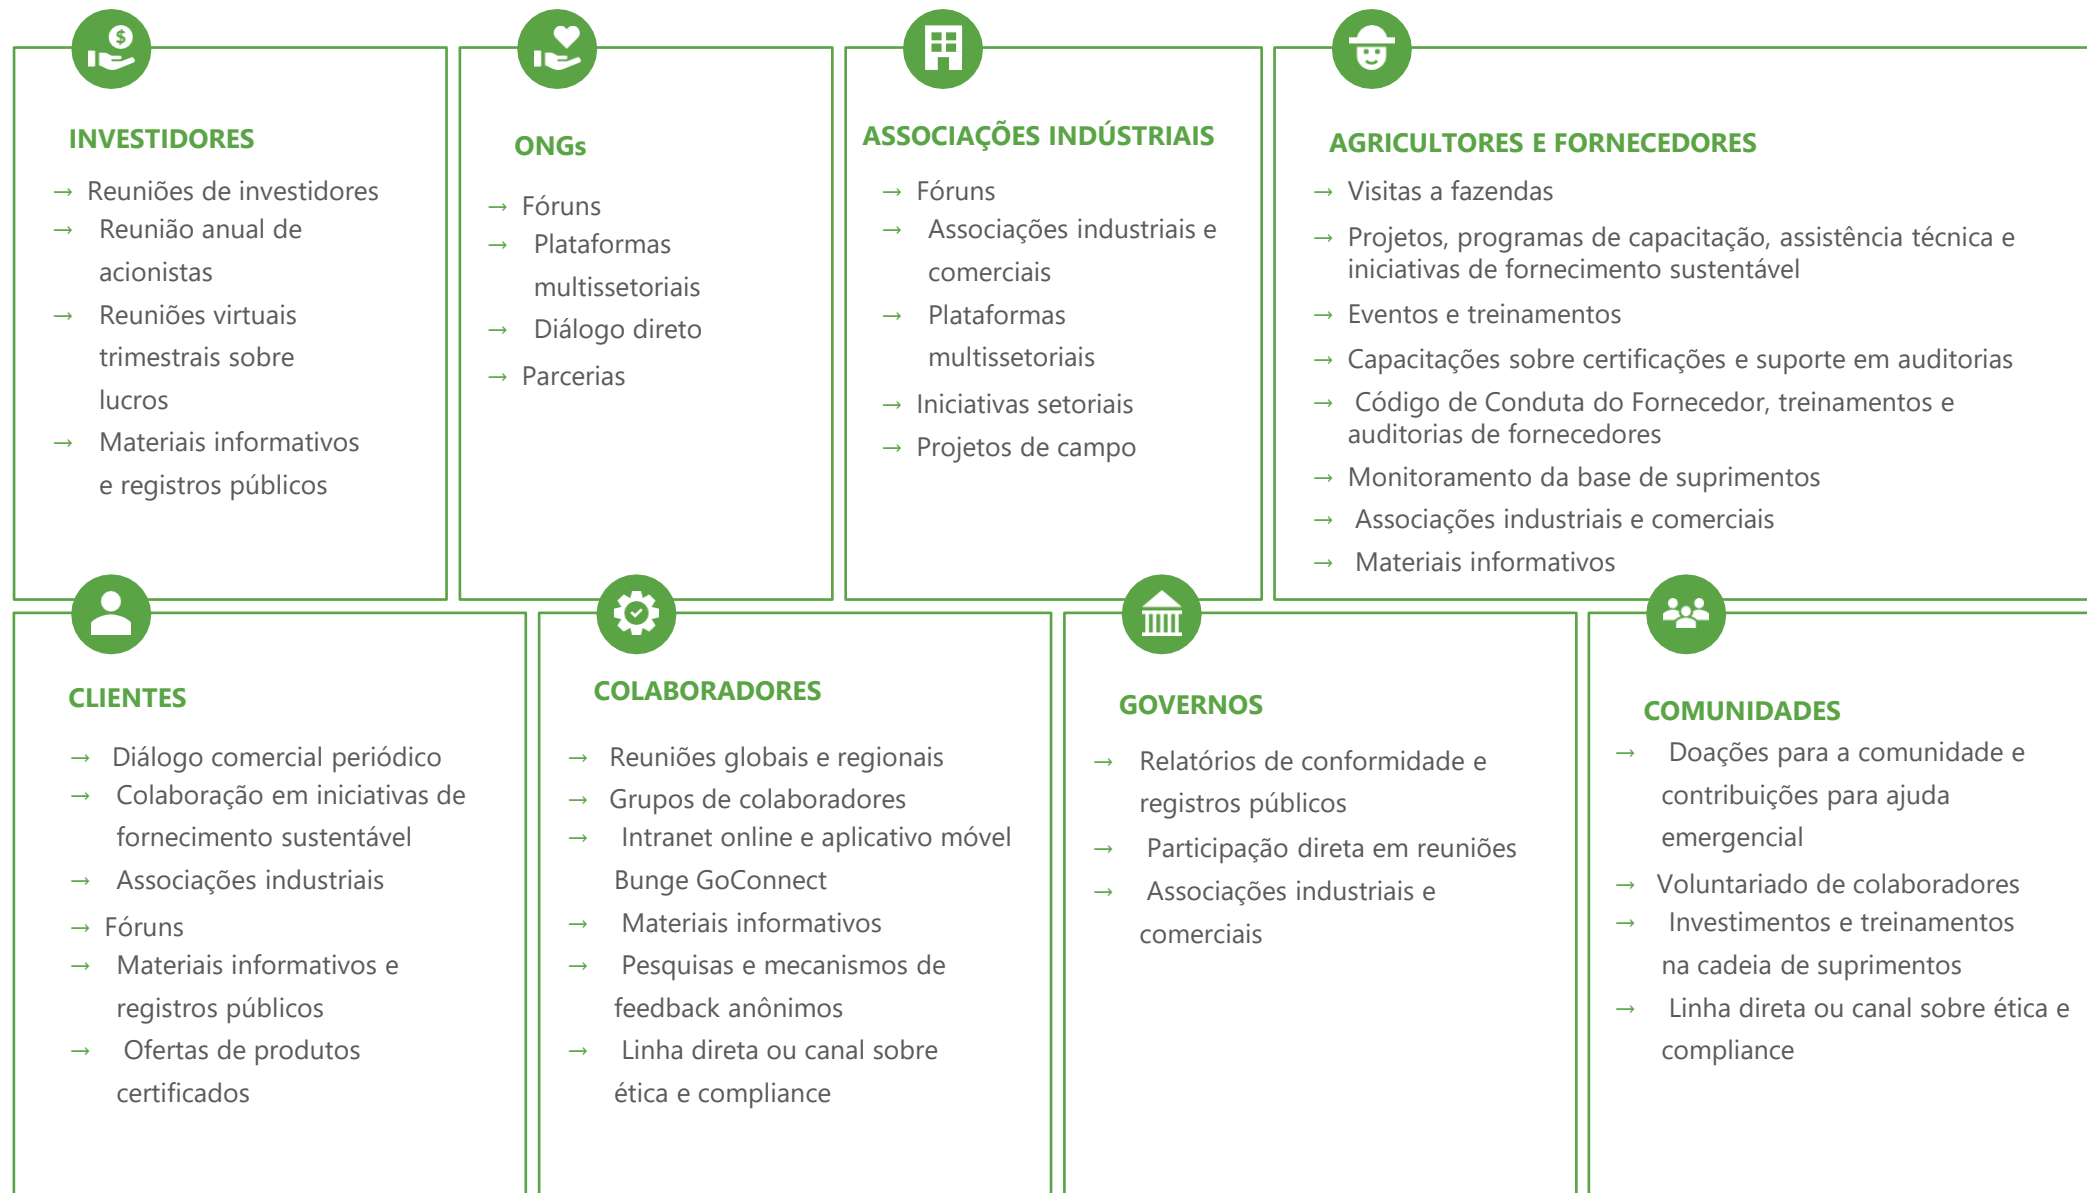 INVESTIDORES
→ Reuniões de investidores
→ Reunião anual de
acionistas
→ Reuniões virtuais
trimestrais sobre
lucros
→ Materiais informativos
e registros públicos
ONGs
→ Fóruns
→ Plataformas
multissetoriais
→ Diálogo direto
→ Parcerias
ASSOCIAÇÕES INDÚSTRIAIS
→ Fóruns
→ Associações industriais e
comerciais
→ Plataformas
multissetoriais
→ Iniciativas setoriais
→ Projetos de campo
AGRICULTORES E FORNECEDORES
→ Visitas a fazendas
→ Projetos, programas de capacitação, assistência técnica e
iniciativas de fornecimento sustentável
→ Eventos e treinamentos
→ Capacitações sobre certificações e suporte em auditorias
→ Código de Conduta do Fornecedor, treinamentos e
auditorias de fornecedores
→ Monitoramento da base de suprimentos
→ Associações industriais e comerciais
→ Materiais informativos
CLIENTES
→ Diálogo comercial periódico
→ Colaboração em iniciativas de
fornecimento sustentável
→ Associações industriais
→ Fóruns
→ Materiais informativos e
registros públicos
→ Ofertas de produtos
certificados
COLABORADORES
→ Reuniões globais e regionais
→ Grupos de colaboradores
→ Intranet online e aplicativo móvel
Bunge GoConnect
→ Materiais informativos
→ Pesquisas e mecanismos de
feedback anônimos
→ Linha direta ou canal sobre
ética e compliance
GOVERNOS
→ Relatórios de conformidade e
registros públicos
→ Participação direta em reuniões
→ Associações industriais e
comerciais
COMUNIDADES
→ Doações para a comunidade e
contribuições para ajuda
emergencial
→ Voluntariado de colaboradores
→ Investimentos e treinamentos
na cadeia de suprimentos
→ Linha direta ou canal sobre ética e
compliance